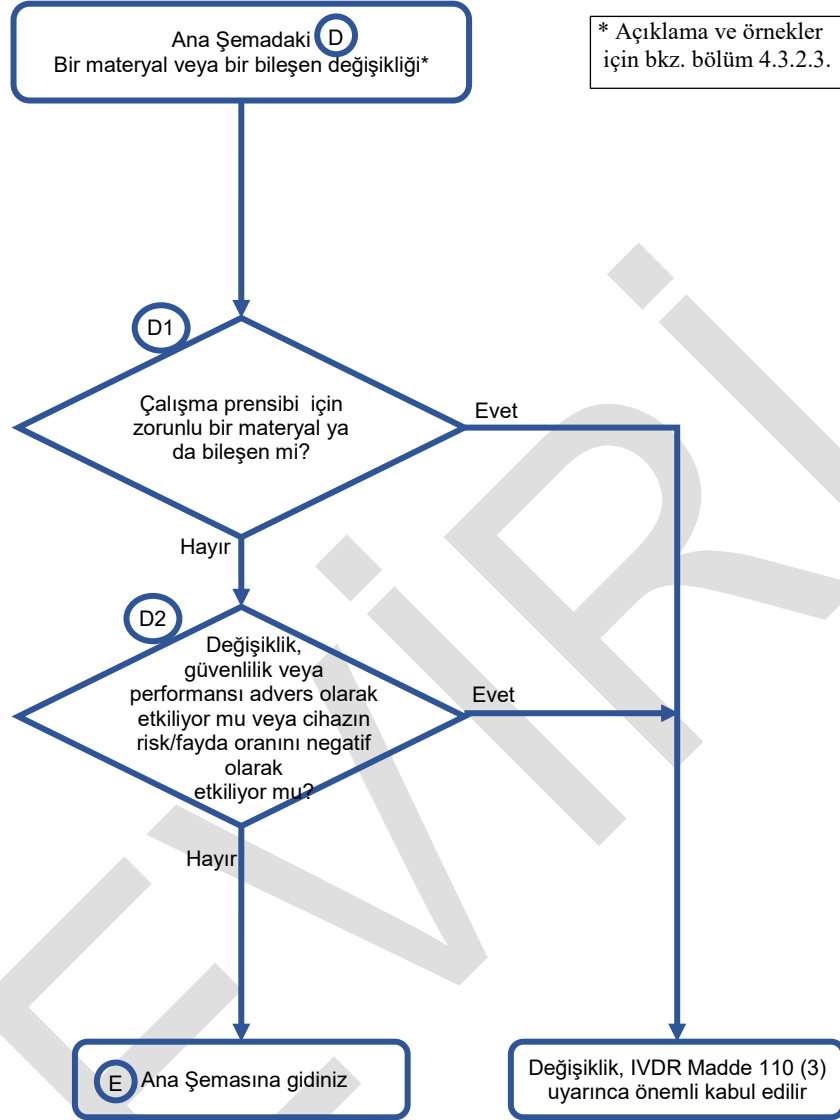 Ana Şemadaki D
Bir materyal veya bir bileşen değişikliği*
* Açıklama ve örnekler
için bkz. bölüm 4.3.2.3.
D1
Çalışma prensibi için
zorunlu bir materyal ya
da bileşen mi?
Evet
Hayır
D2
Değişiklik,
güvenlilik veya
performansı advers olarak
etkiliyor mu veya cihazın
risk/fayda oranını negatif
olarak
etkiliyor mu?
Evet
Hayır
E Ana Şemasına gidiniz
Değişiklik, IVDR Madde 110 (3)
uyarınca önemli kabul edilir
EVİRİ